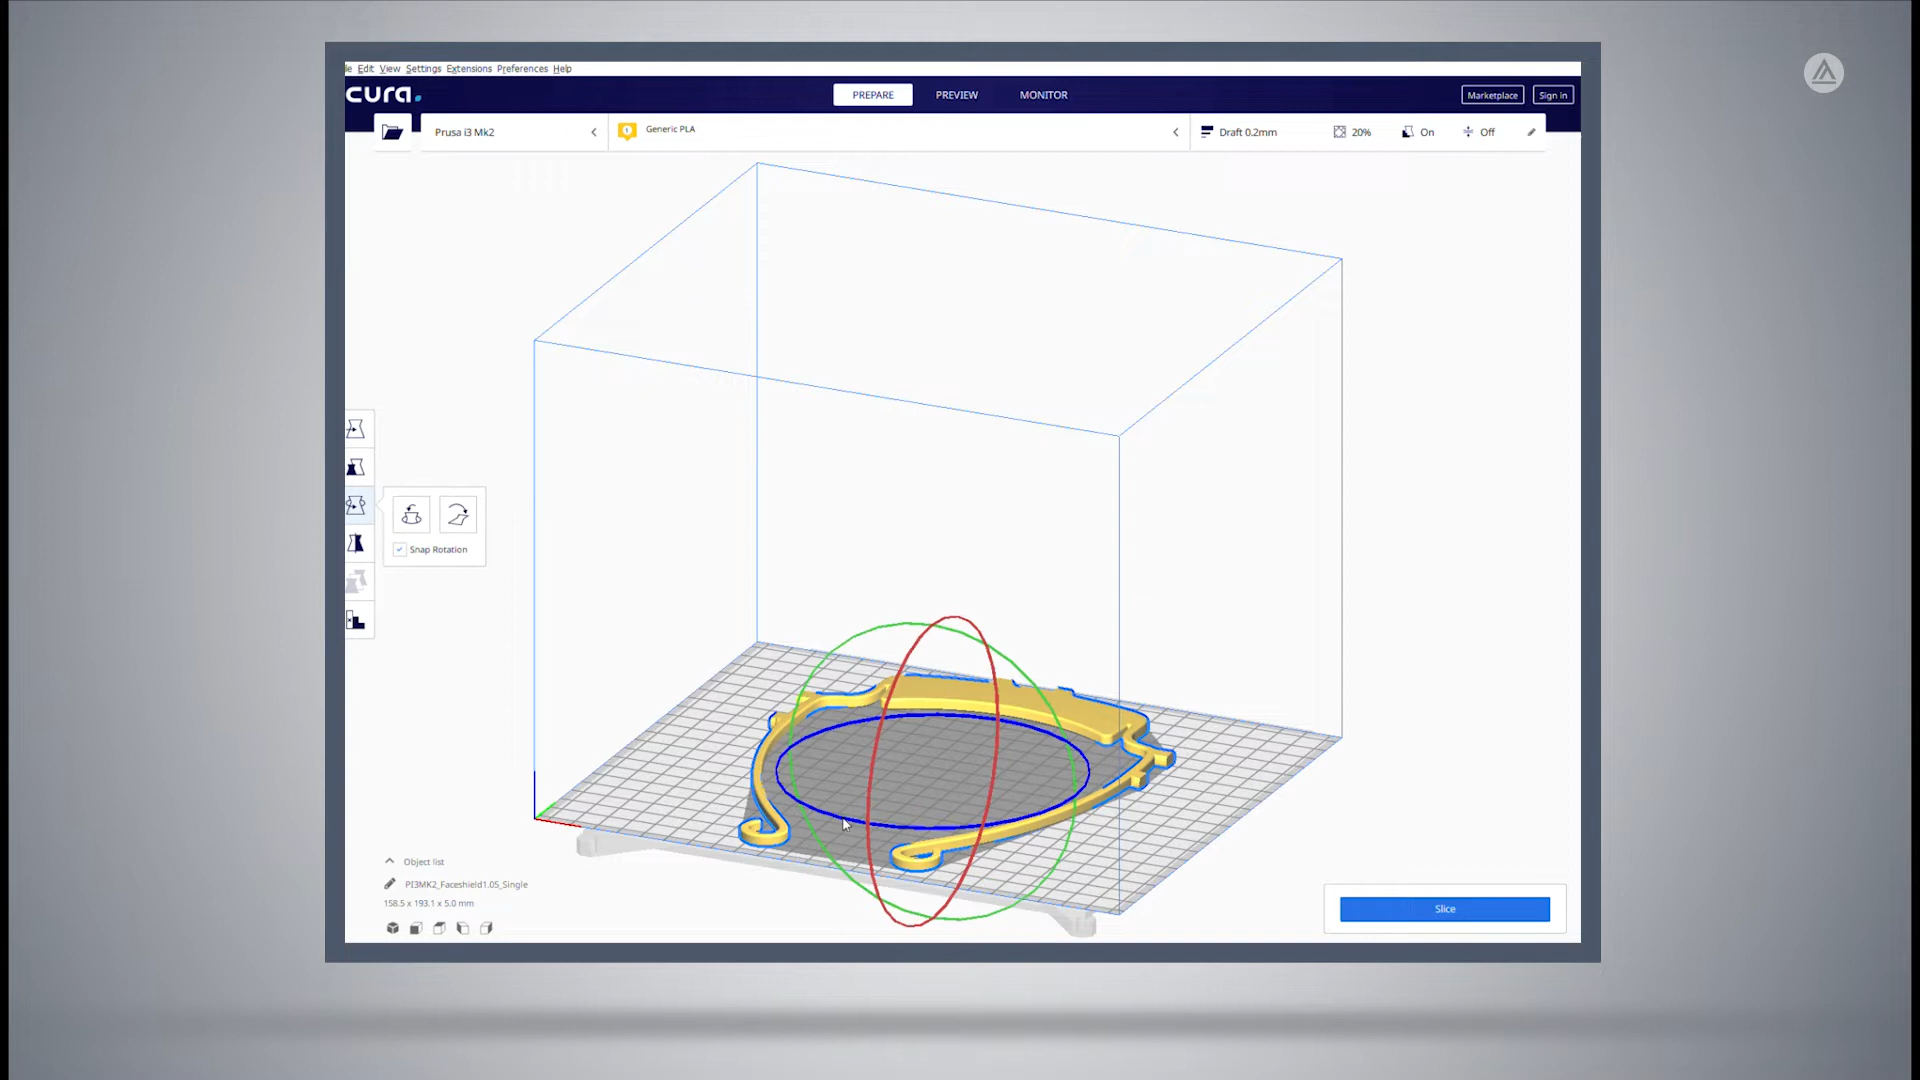 le Edit View Settings Extensions Preferences Help
cura.
PREPARE PREVIEW MONITOR
Marketplace Sign in
Prusa i3 Mk2
1 Generic PLA
Draft 0.2mm 20% On Off
Snap Rotation
Object list
PI3MK2_Faceshield1.05_Single
158.5 x 193.1 x 5.0 mm
Slice